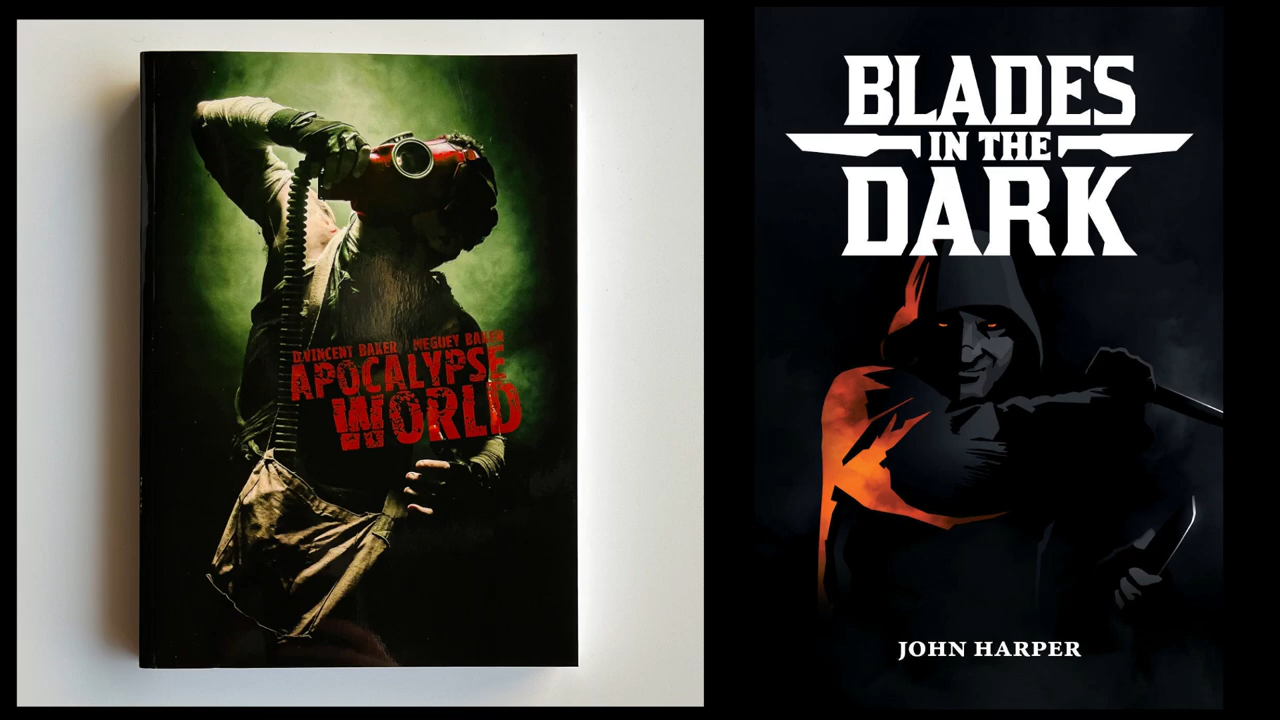 D.VINCENT BAKER MEGUEY BAKER
APOCALYPSE
WORLD
BLADES
IN THE
DARK
JOHN HARPER